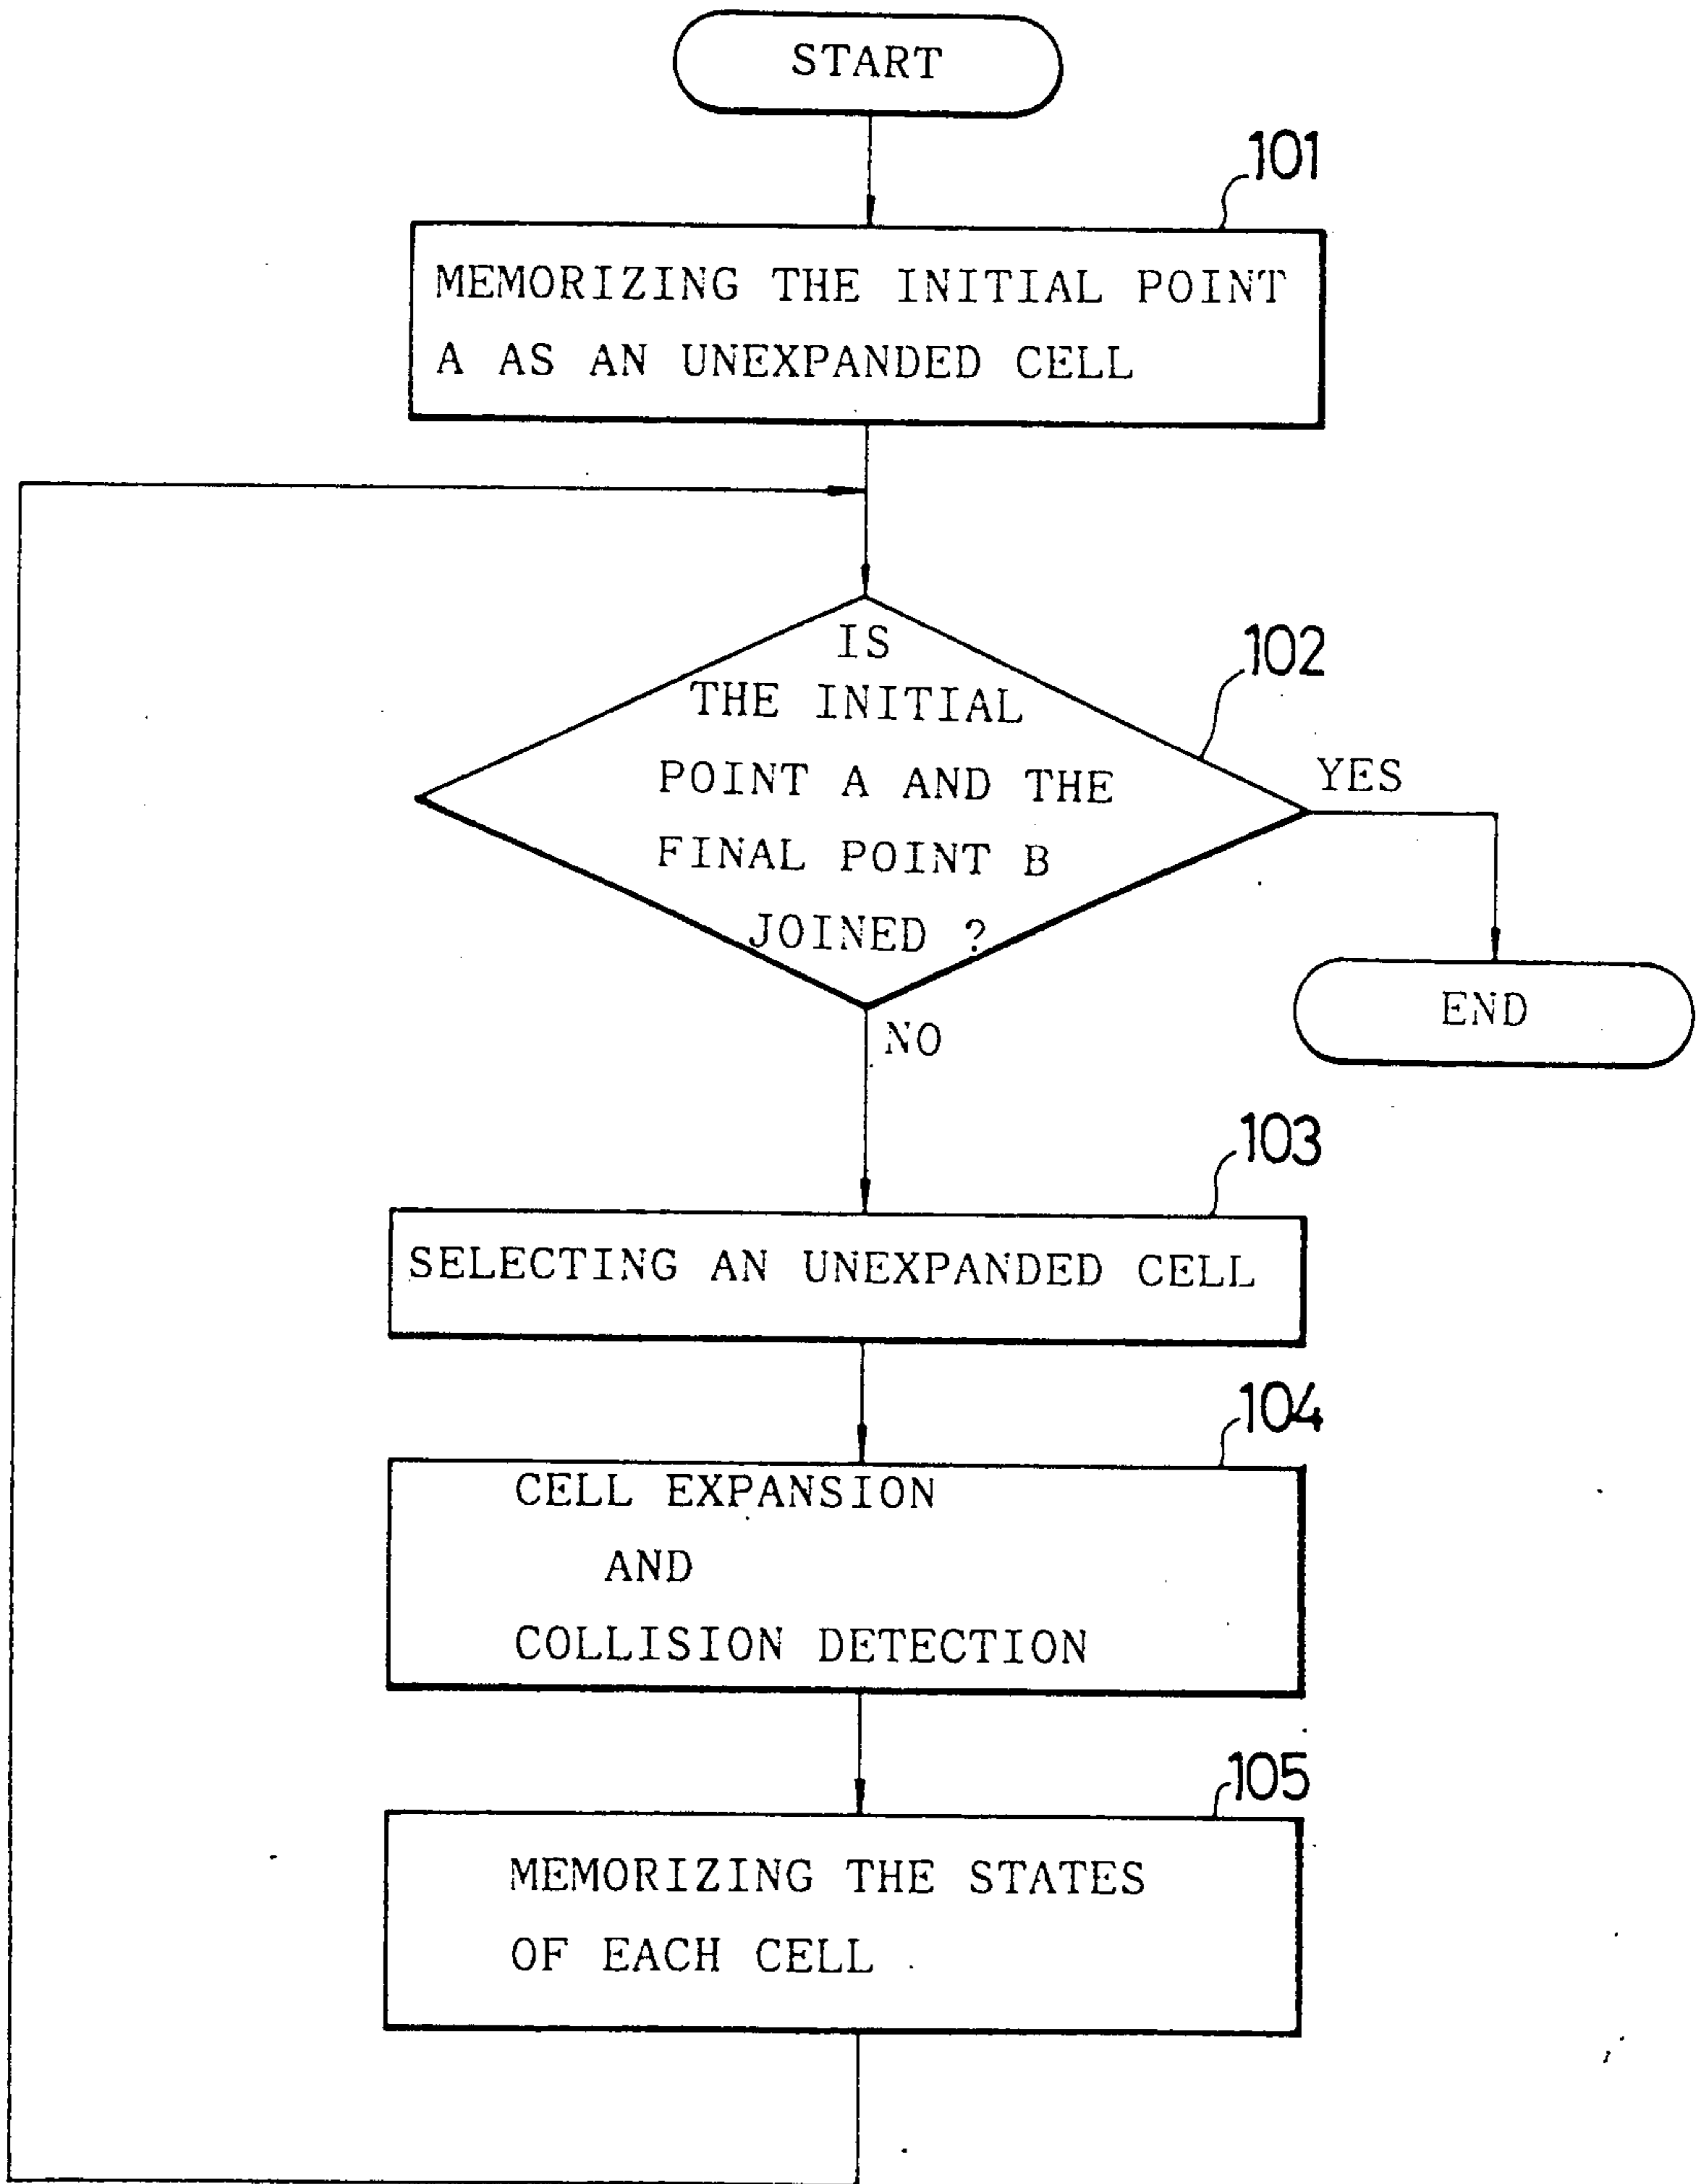 START
101
MEMORIZING THE INITIAL POINT
A AS AN UNEXPANDED CELL
IS
THE INITIAL
POINT A AND THE
FINAL POINT B
JOINED ?
102
YES
END
NO
103
SELECTING AN UNEXPANDED CELL
104
CELL EXPANSION
AND
COLLISION DETECTION
105
MEMORIZING THE STATES
OF EACH CELL